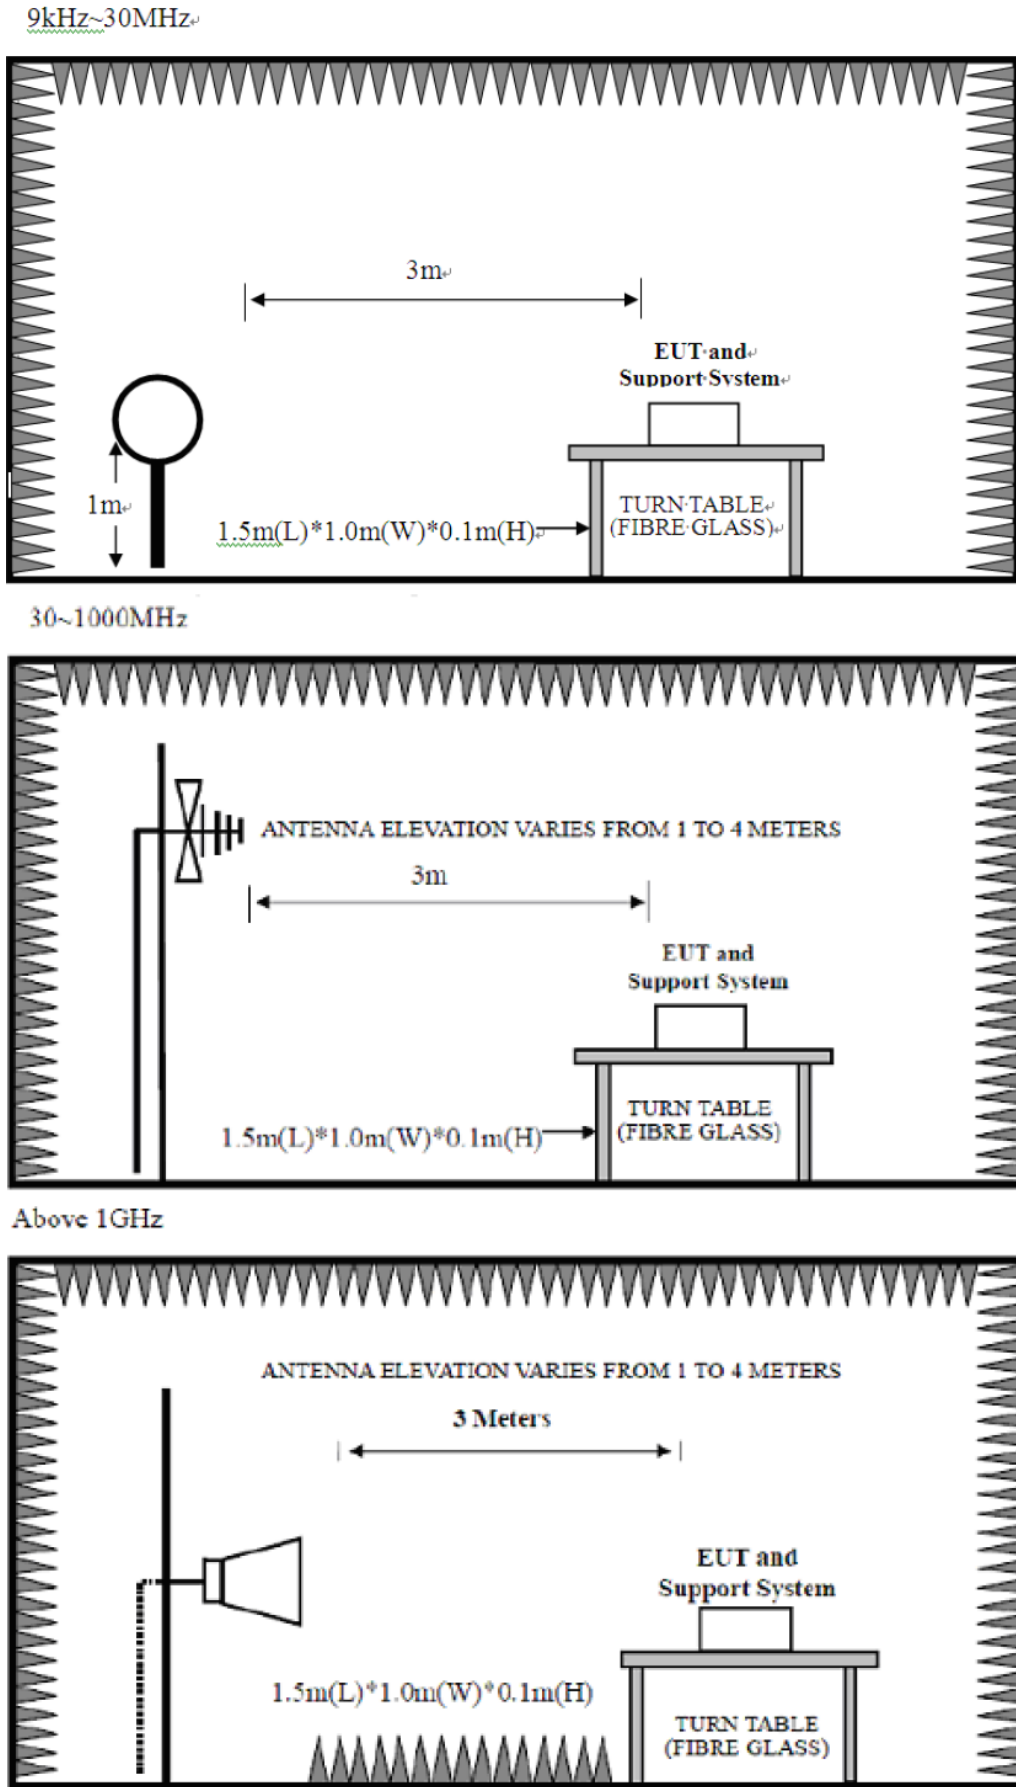 9kHz~30MHz
3m
EUT and
Support System
1m
TURN TABLE
(FIBRE GLASS)
1.5m(L)*1.0m(W)*0.1m(H)
30~1000MHz
ANTENNA ELEVATION VARIES FROM 1 TO 4 METERS
3m
EUT and
Support System
TURN TABLE
(FIBRE GLASS)
1.5m(L)*1.0m(W)*0.1m(H)
Above 1GHz
ANTENNA ELEVATION VARIES FROM 1 TO 4 METERS
3 Meters
EUT and
Support System
1.5m(L)*1.0m(W)*0.1m(H)
TURN TABLE
(FIBRE GLASS)